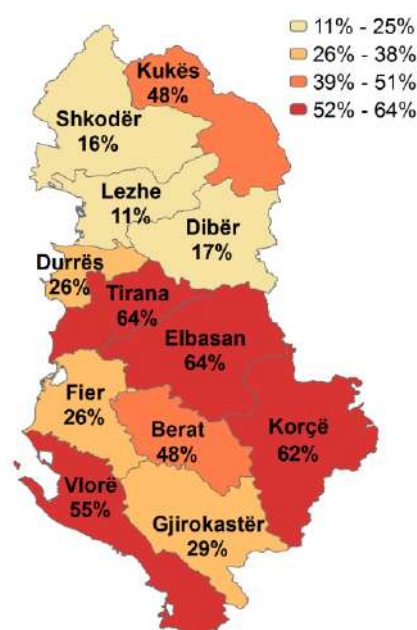 11% - 25%
26% - 38%
39% - 51%
52% - 64%
Kukës
48%
Shkodër
16%
Lezhe
11%
Dibër
17%
Durrës
26%
Tirana
64%
Elbasan
64%
Fier
26%
Berat
48%
Korçë
62%
Vlorë
55%
Gjirokastër
29%